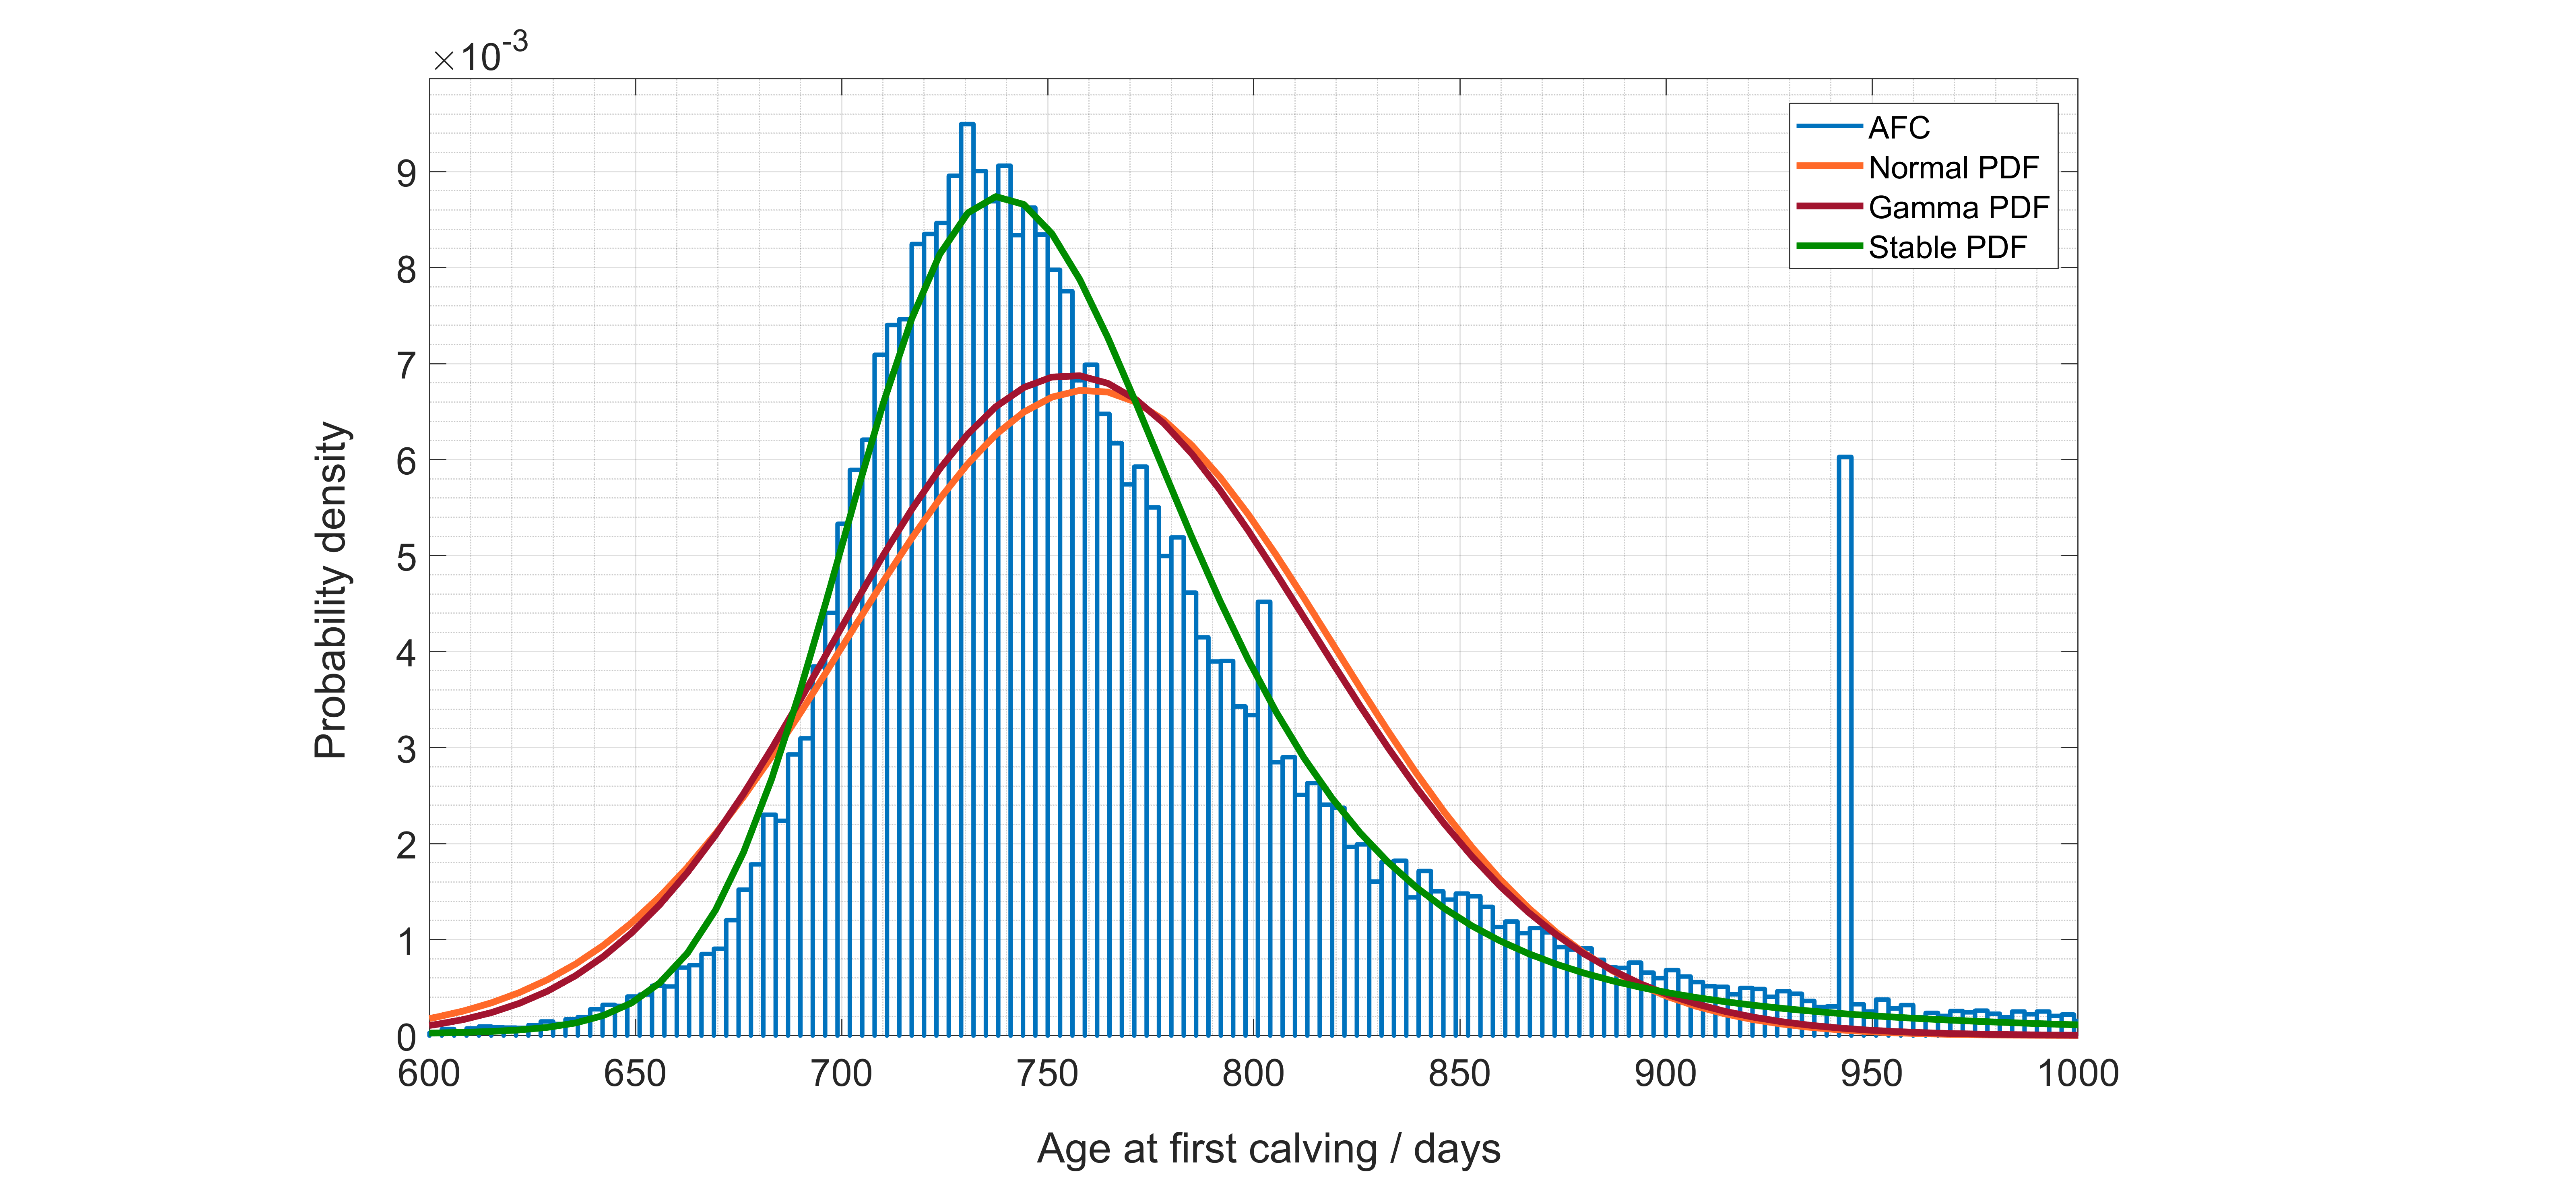 ×10-3
AFC
Normal PDF
Gamma PDF
Stable PDF
9
8
7
6
5
4
3
2
1
0
Probability density
600 650 700 750 800 850 900 950 1000
Age at first calving / days